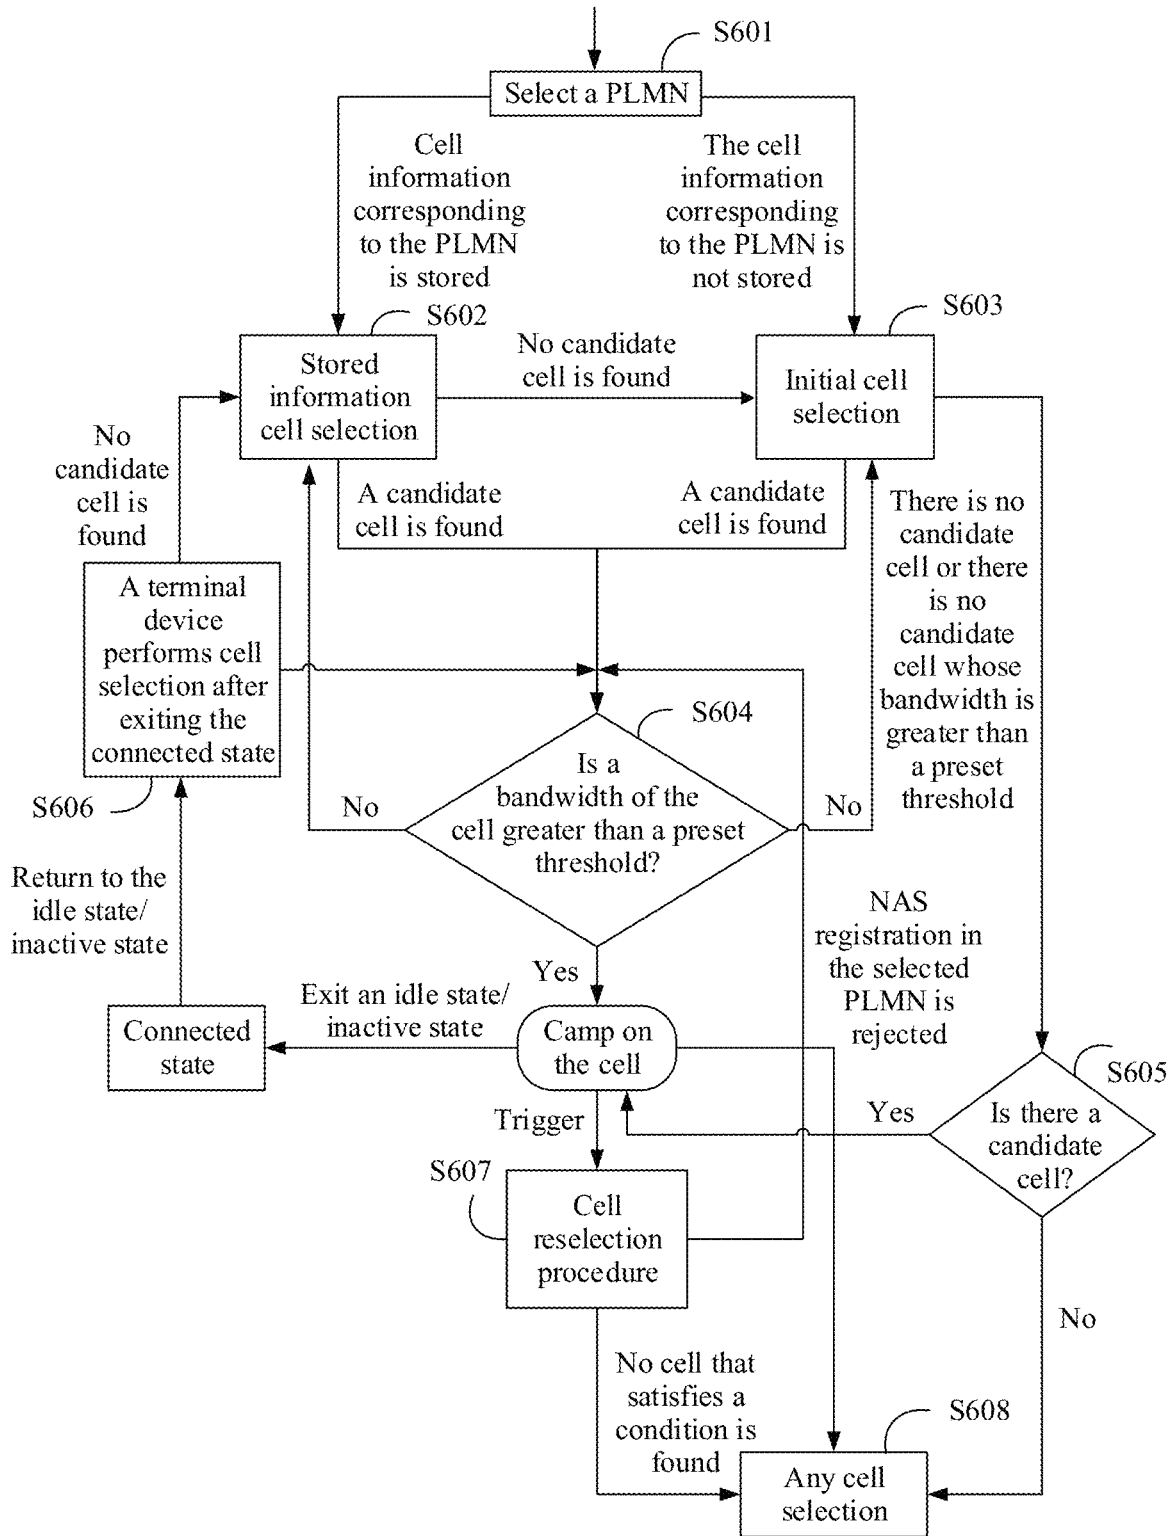 S601
Select a PLMN
Cell
information
corresponding
to the PLMN
is stored
The cell
information
corresponding
to the PLMN is
not stored
S602
S603
Stored
information
cell selection
No candidate
cell is found
Initial cell
selection
No
candidate
cell is
found
A candidate
cell is found
A candidate
cell is found
There is no
candidate
cell or there
is no
candidate
cell whose
bandwidth is
greater than
a preset
threshold
A terminal
device
performs cell
selection after
exiting the
connected state
S606
S604
Is a
bandwidth of the
cell greater than a preset
threshold?
No
No
Return to the
idle state/
inactive state
Yes
NAS
registration in
the selected
PLMN is
rejected
Exit an idle state/
inactive state
Connected
state
Camp on
the cell
S605
Is there a
candidate
cell?
Yes
Trigger
S607
Cell
reselection
procedure
No
No cell that
satisfies a
condition is
found
S608
Any cell
selection